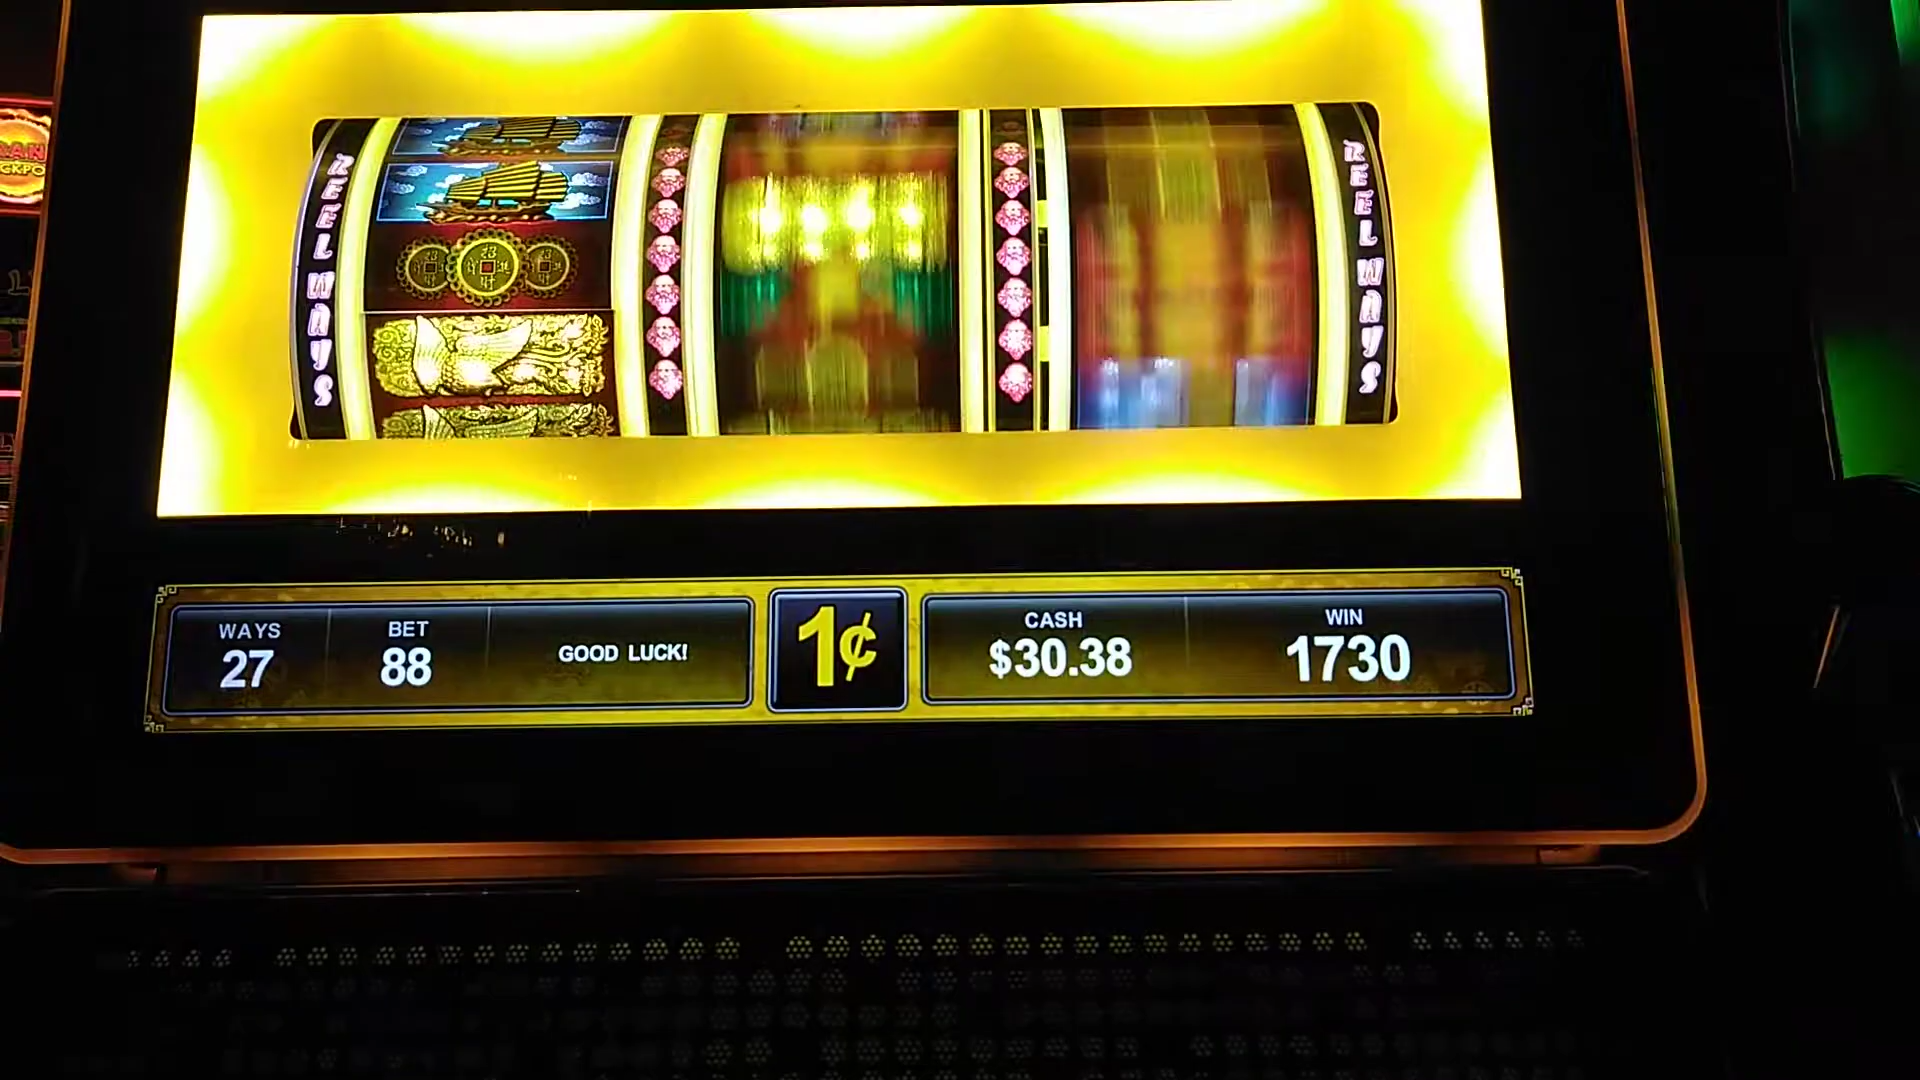 REEL WAYS
REEL WAYS
WAYS
27
BET
88
GOOD LUCK!
1¢
CASH
$30.38
WIN
1730